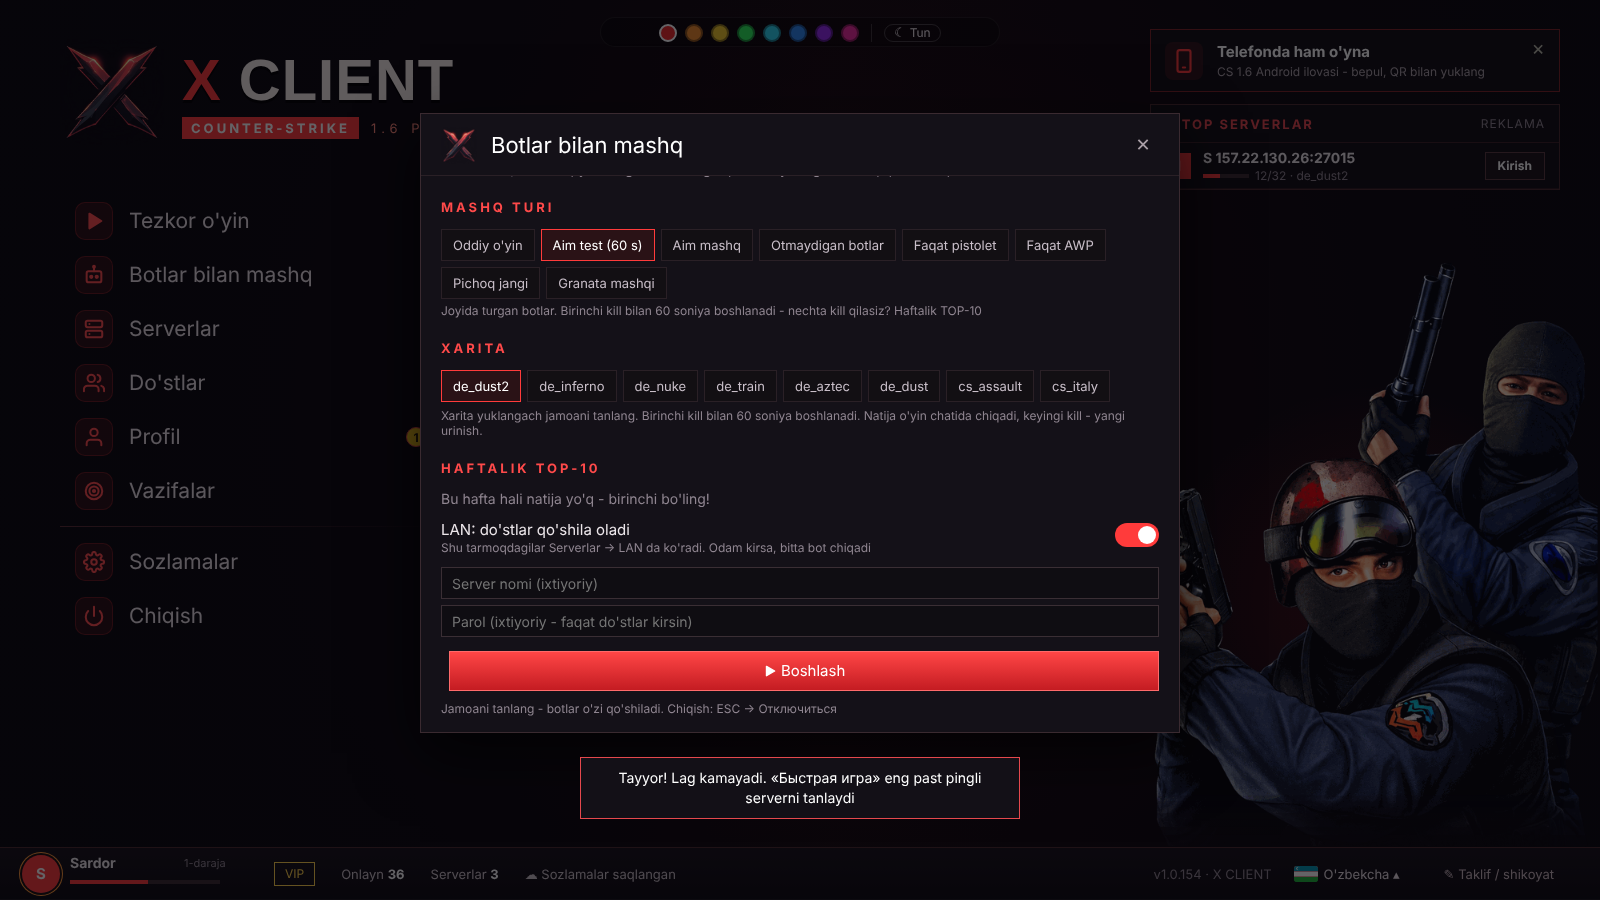 ☾ Tun
X CLIENT
COUNTER-STRIKE 1.6 P
Telefonda ham o'yna
CS 1.6 Android ilovasi - bepul, QR bilan yuklang
TOP SERVERLAR REKLAMA
S 157.22.130.26:27015
12/32 · de_dust2
Kirish
Tezkor o'yin
Botlar bilan mashq
Serverlar
Do'stlar
Profil
1
Vazifalar
Sozlamalar
Chiqish
Botlar bilan mashq
MASHQ TURI
Oddiy o'yin Aim test (60 s) Aim mashq Otmaydigan botlar Faqat pistolet Faqat AWP
Pichoq jangi Granata mashqi
Joyida turgan botlar. Birinchi kill bilan 60 soniya boshlanadi - nechta kill qilasiz? Haftalik TOP-10
XARITA
de_dust2 de_inferno de_nuke de_train de_aztec de_dust cs_assault cs_italy
Xarita yuklangach jamoani tanlang. Birinchi kill bilan 60 soniya boshlanadi. Natija o'yin chatida chiqadi, keyingi kill - yangi
urinish.
HAFTALIK TOP-10
Bu hafta hali natija yo'q - birinchi bo'ling!
LAN: do'stlar qo'shila oladi
Shu tarmoqdagilar Serverlar → LAN da ko'radi. Odam kirsa, bitta bot chiqadi
Server nomi (ixtiyoriy)
Parol (ixtiyoriy - faqat do'stlar kirsin)
▶ Boshlash
Jamoani tanlang - botlar o'zi qo'shiladi. Chiqish: ESC → Отключиться
Tayyor! Lag kamayadi. «Быстрая игра» eng past pingli
serverni tanlaydi
S
Sardor 1-daraja
VIP
Onlayn 36
Serverlar 3
☁ Sozlamalar saqlangan
v1.0.154 · X CLIENT
O'zbekcha ▴
✎ Taklif / shikoyat